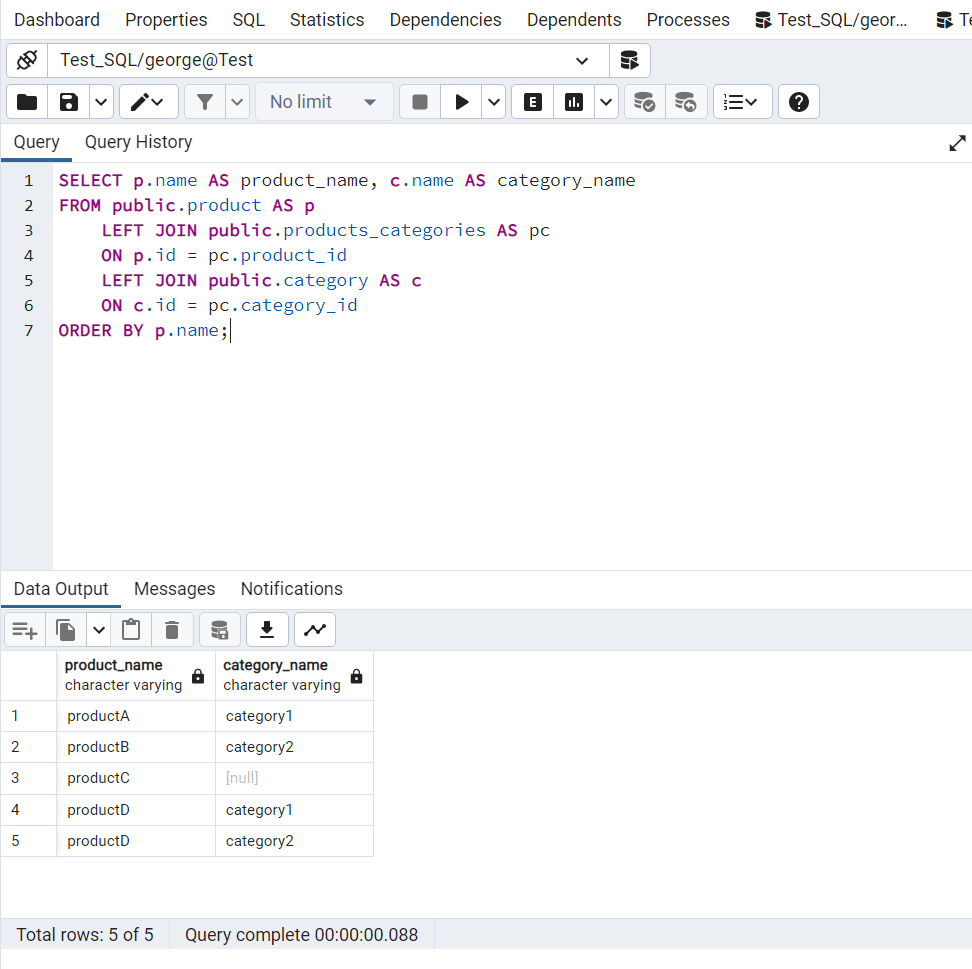 Dashboard Properties SQL Statistics Dependencies Dependents Processes Test_SQL/geor... Te
Test_SQL/george@Test
No limit E
Query Query History
1 SELECT p.name AS product_name, c.name AS category_name
2 FROM public.product AS p
3 LEFT JOIN public.products_categories AS pc
4 ON p.id = pc.product_id
5 LEFT JOIN public.category AS c
6 ON c.id = pc.category_id
7 ORDER BY p.name;
Data Output Messages Notifications
product_name category_name
character varying character varying
1 productA category1
2 productB category2
3 productC [null]
4 productD category1
5 productD category2
Total rows: 5 of 5 Query complete 00:00:00.088